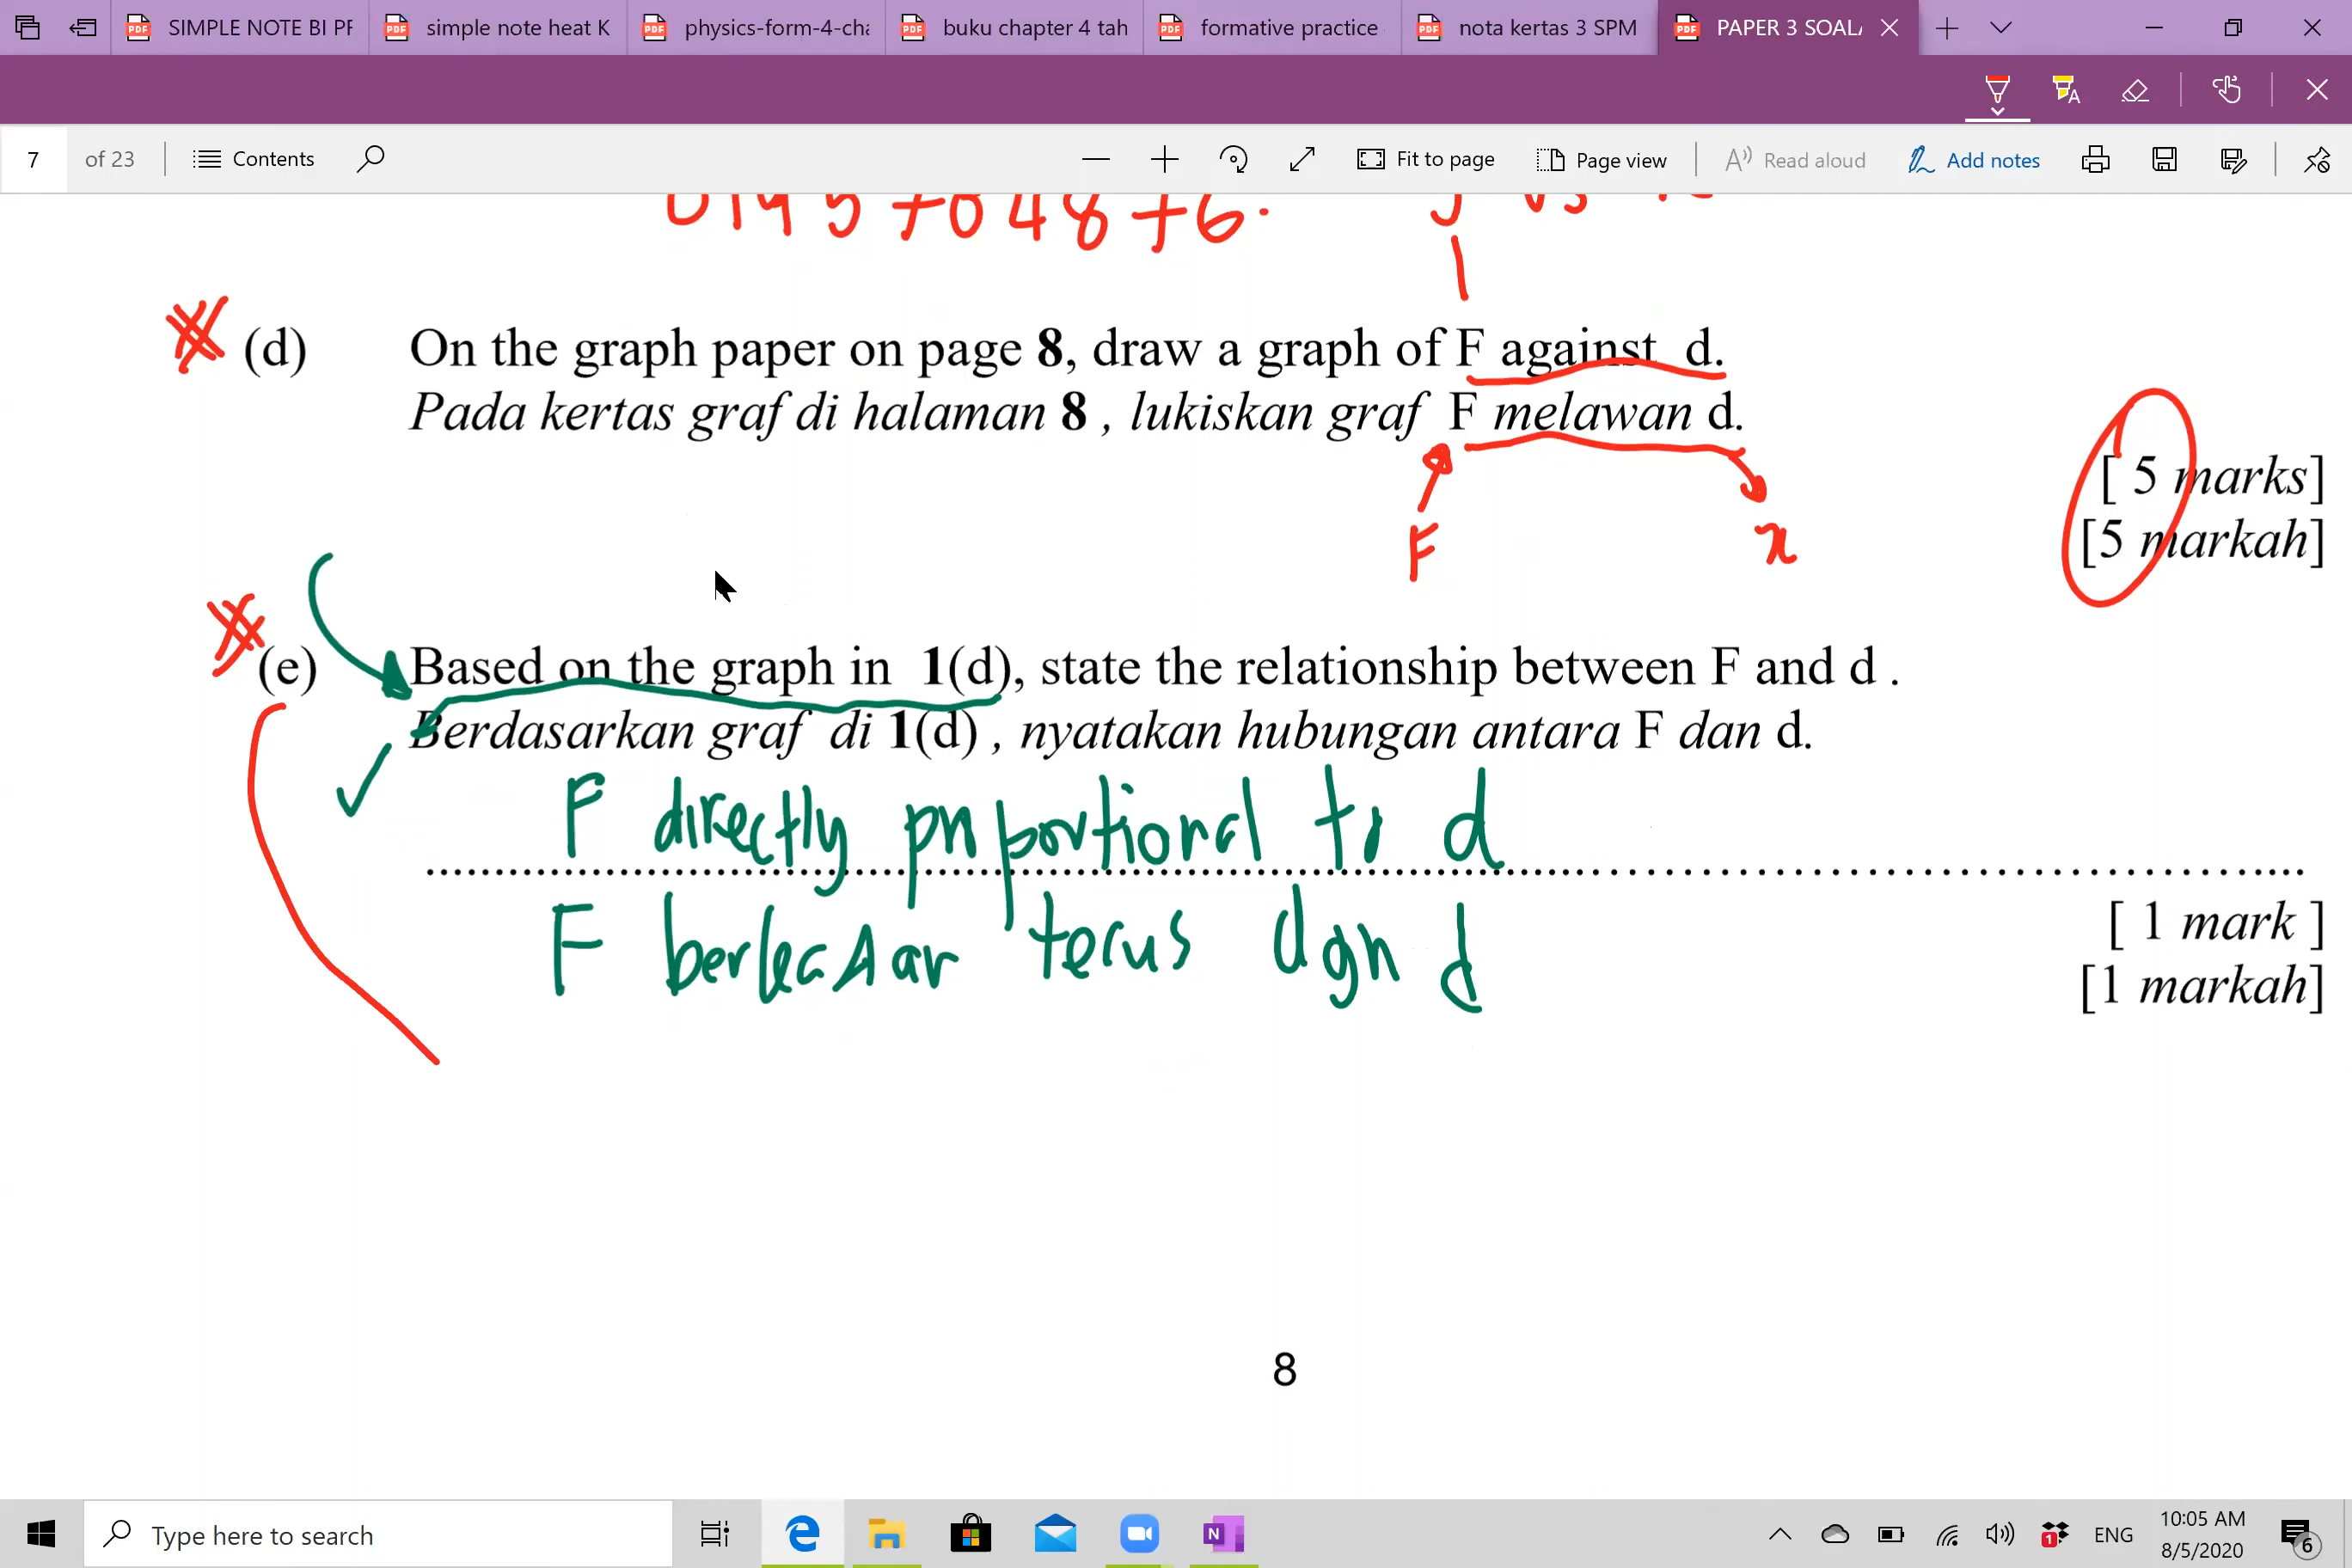 SIMPLE NOTE BI PF
simple note heat K
physics-form-4-cha
buku chapter 4 tah
formative practice
nota kertas 3 SPM
PAPER 3 SOAL
7 of 23 Contents Fit to page Page view Read aloud Add notes
(d) On the graph paper on page 8, draw a graph of F against d.
Pada kertas graf di halaman 8 , lukiskan graf F melawan d.
[ 5 marks]
[5 markah]
F x
(e) Based on the graph in 1(d), state the relationship between F and d .
Berdasarkan graf di 1(d) , nyatakan hubungan antara F dan d.
F directly proportional to d
F berkadar terus dgn d
[ 1 mark ]
[1 markah]
8
Type here to search
ENG
10:05 AM
8/5/2020
1
6